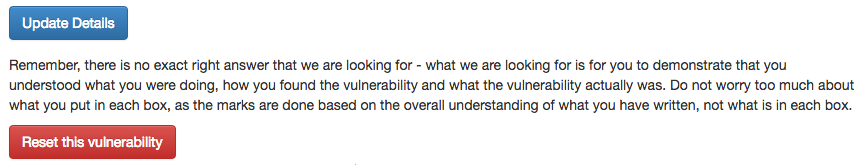 Update Details
Remember, there is no exact right answer that we are looking for - what we are looking for is for you to demonstrate that you
understood what you were doing, how you found the vulnerability and what the vulnerability actually was. Do not worry too much about
what you put in each box, as the marks are done based on the overall understanding of what you have written, not what is in each box.
Reset this vulnerability